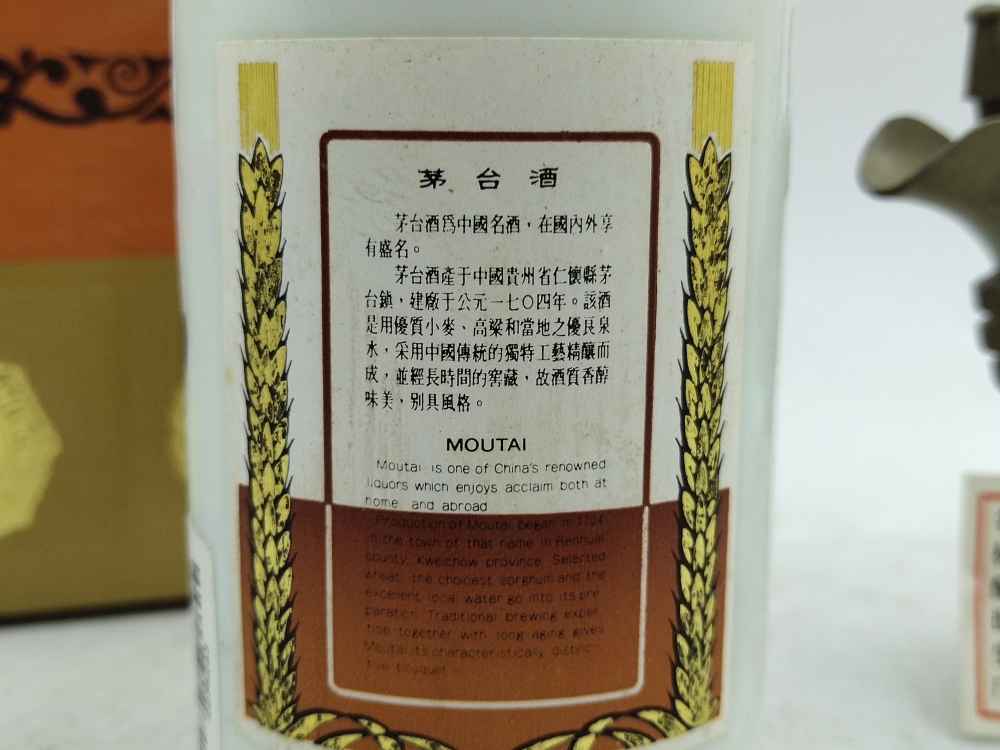 茅台酒
茅台酒爲中國名酒，在國內外享
有盛名。
茅台酒產于中國貴州省仁懷縣茅
台鎮，建廠于公元一七〇四年。該酒
是用優質小麥、高粱和當地之優良泉
水，采用中國傳統的獨特工藝精釀而
成，並經長時間的窖藏，故酒質香醇
味美，別具風格。
MOUTAI
Moutai is one of China's renowned
liquors which enjoys acclaim both at
home and abroad
Production of Moutai began in 1704
in the town of that name in Renhuai
county, Kweichow province. Selected
wheat, the choicest sorghum and the
excellent local water go into its pre
paration. Traditional brewing exper
tise together with long aging gives
Moutai its characteristically distinc
tive bouquet